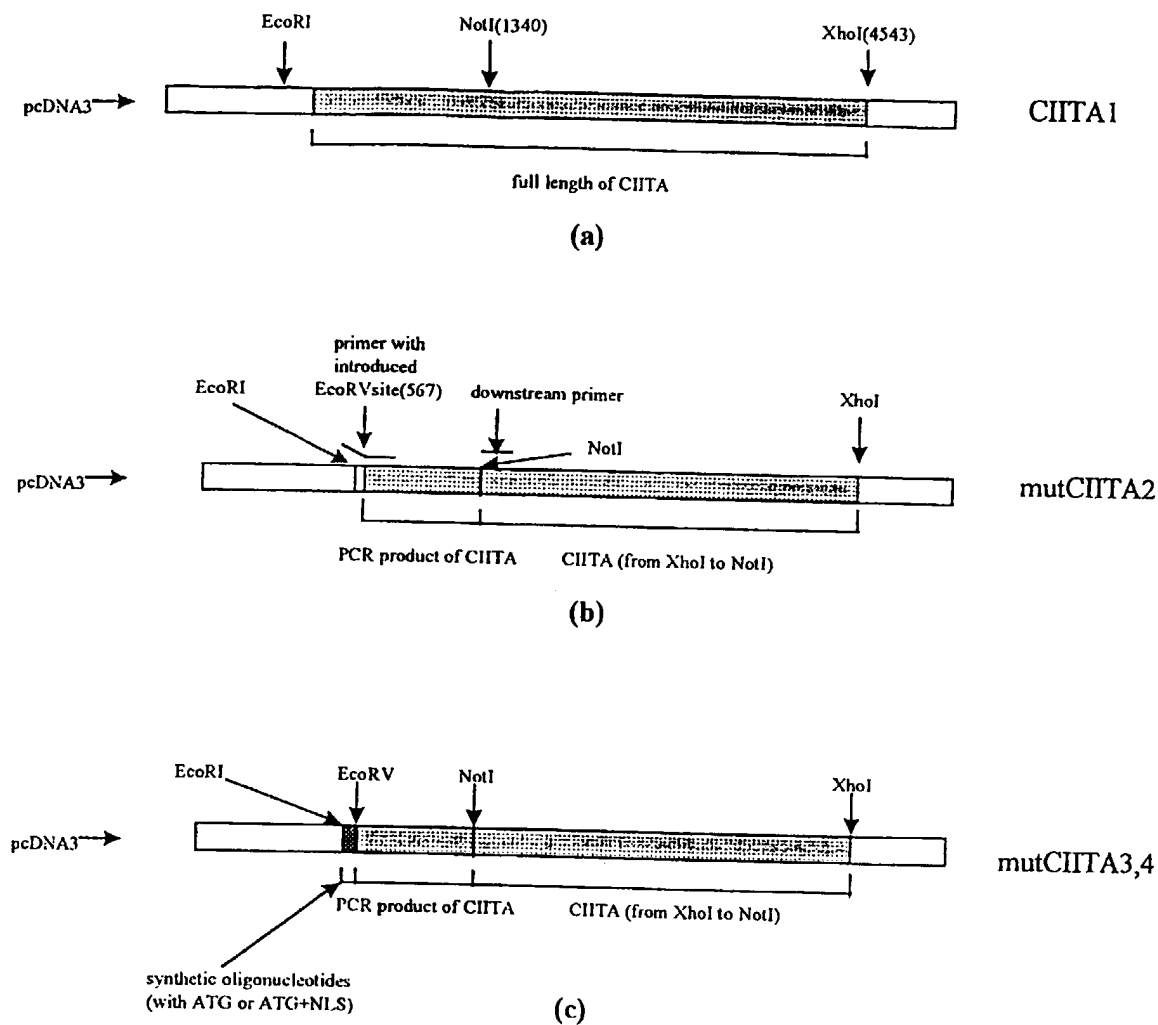 EcoRI
NotI(1340)
XhoI(4543)
pcDNA3
CIITA1
full length of CIITA
(a)
primer with
introduced
EcoRVsite(567)
EcoRI
downstream primer
XhoI
NotI
pcDNA3
mutCIITA2
PCR product of CIITA
CIITA (from XhoI to NotI)
(b)
EcoRI
EcoRV
NotI
XhoI
pcDNA3
mutCIITA3,4
PCR product of CIITA
CIITA (from XhoI to NotI)
synthetic oligonucleotides
(with ATG or ATG+NLS)
(c)